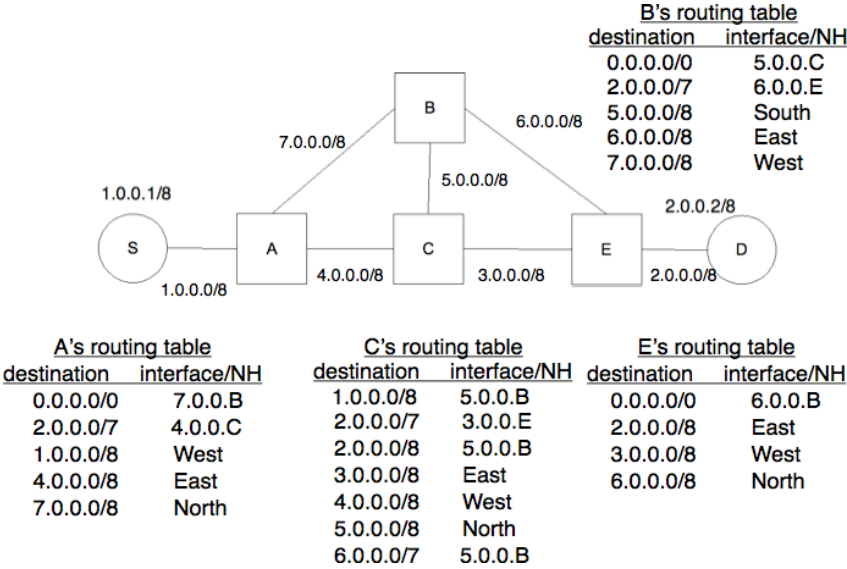 B's routing table
destination interface/NH
0.0.0.0/0 5.0.0.C
2.0.0.0/7 6.0.0.E
5.0.0.0/8 South
6.0.0.0/8 East
7.0.0.0/8 West
B
6.0.0.0/8
7.0.0.0/8
5.0.0.0/8
1.0.0.1/8
2.0.0.2/8
S A C E D
1.0.0.0/8 4.0.0.0/8 3.0.0.0/8 2.0.0.0/8
A's routing table
destination interface/NH
0.0.0.0/0 7.0.0.B
2.0.0.0/7 4.0.0.C
1.0.0.0/8 West
4.0.0.0/8 East
7.0.0.0/8 North
C's routing table
destination interface/NH
1.0.0.0/8 5.0.0.B
2.0.0.0/7 3.0.0.E
2.0.0.0/8 5.0.0.B
3.0.0.0/8 East
4.0.0.0/8 West
5.0.0.0/8 North
6.0.0.0/7 5.0.0.B
E's routing table
destination interface/NH
0.0.0.0/0 6.0.0.B
2.0.0.0/8 East
3.0.0.0/8 West
6.0.0.0/8 North